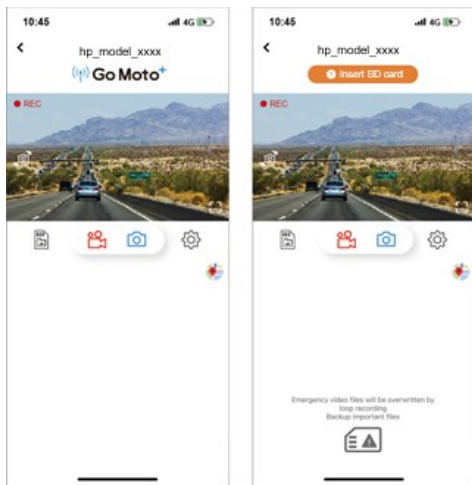 10:45
4G
hp_model_xxxx
Go Moto+
REC
10:45
4G
hp_model_xxxx
Insert SD card
REC
Emergency video files will be overwritten by
loop recording
Backup important files